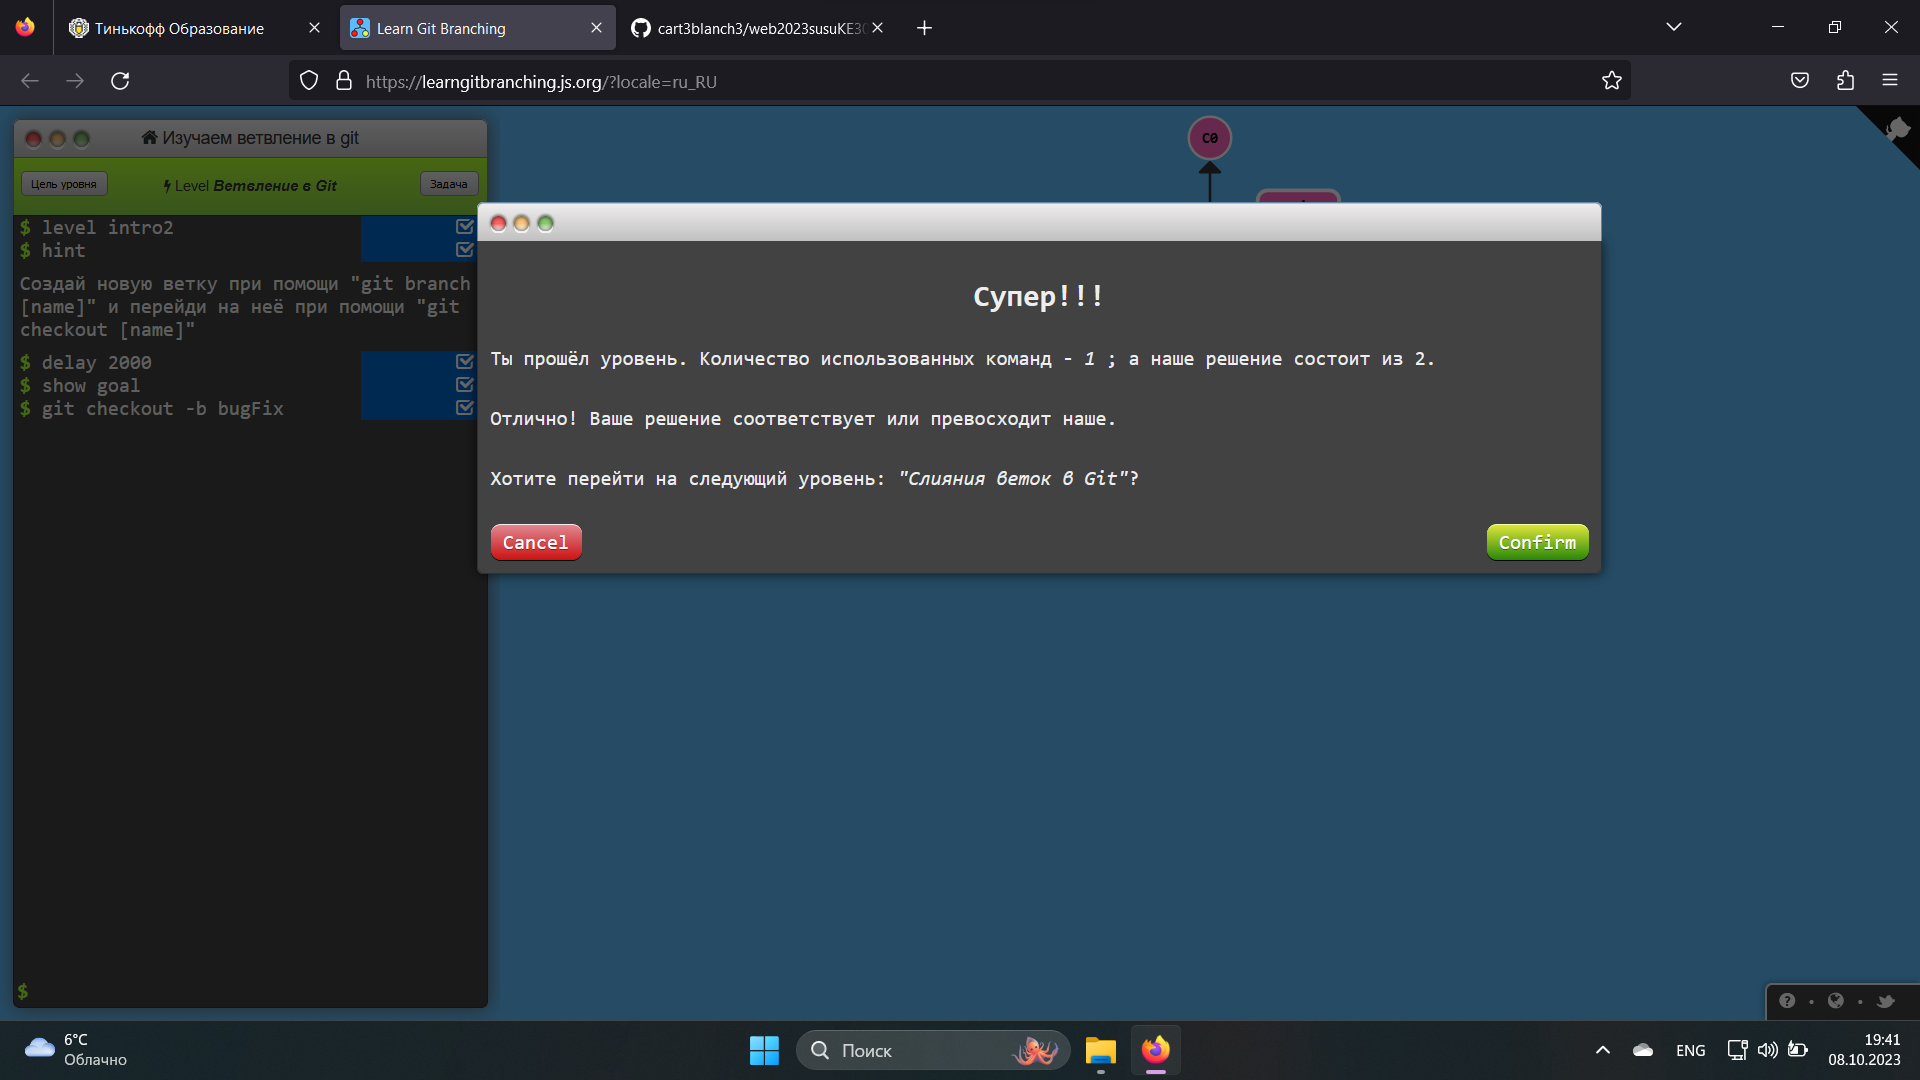 Тинькофф Образование
Learn Git Branching
cart3blanch3/web2023susuKE3
https://learngitbranching.js.org/?locale=ru_RU
Изучаем ветвление в git
Цель уровня
Level Ветвление в Git
Задача
$ level intro2
$ hint
Создай новую ветку при помощи "git branch
[name]" и перейди на неё при помощи "git
checkout [name]"
$ delay 2000
$ show goal
$ git checkout -b bugFix
$
C0
Супер!!!
Ты прошёл уровень. Количество использованных команд - 1 ; а наше решение состоит из 2.
Отлично! Ваше решение соответствует или превосходит наше.
Хотите перейти на следующий уровень: "Слияния веток в Git"?
Cancel
Confirm
6°C
Облачно
Поиск
ENG
19:41
08.10.2023